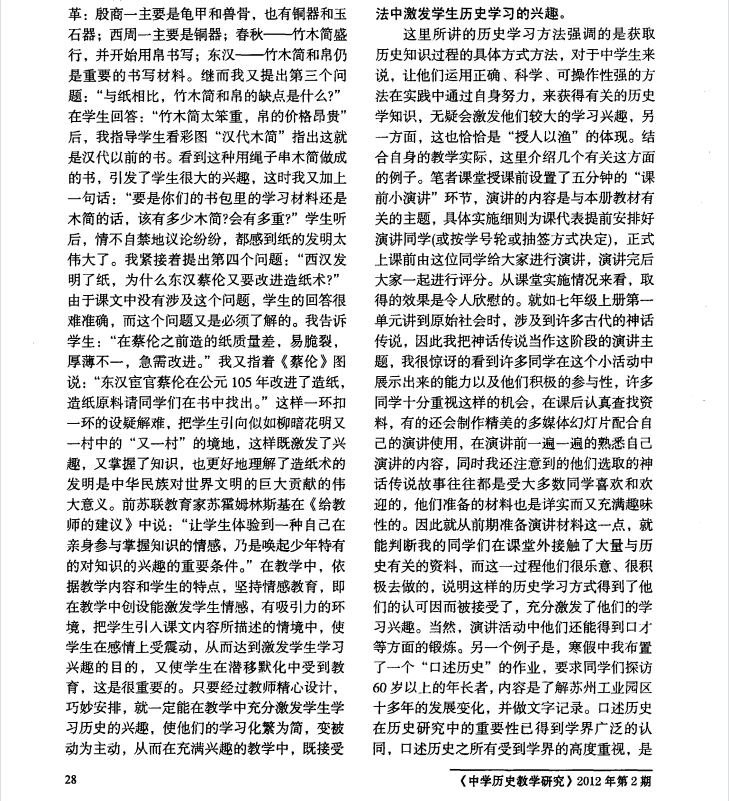 革：殷商一主要是龟甲和兽骨，也有铜器和玉
石器；西周一主要是铜器；春秋——竹木简盛
行，并开始用帛书写；东汉——竹木简和帛仍
是重要的书写材料。继而我又提出第三个问
题：“与纸相比，竹木简和帛的缺点是什么?”
在学生回答：“竹木简太笨重，帛的价格昂贵”
后，我指导学生看彩图“汉代木简”指出这就
是汉代以前的书。看到这种用绳子串木简做成
的书，引发了学生很大的兴趣，这时我又加上
一句话：“要是你们的书包里的学习材料还是
木简的话，该有多少木简?会有多重?”学生听
后，情不自禁地议论纷纷，都感到纸的发明太
伟大了。我紧接着提出第四个问题：“西汉发
明了纸，为什么东汉蔡伦又要改进造纸术?”
由于课文中没有涉及这个问题，学生的回答很
难准确，而这个问题又是必须了解的。我告诉
学生：“在蔡伦之前造的纸质量差，易脆裂，
厚薄不一，急需改进。”我又指着《蔡伦》图
说：“东汉宦官蔡伦在公元 105 年改进了造纸，
造纸原料请同学们在书中找出。”这样一环扣
一环的设疑解难，把学生引向似如柳暗花明又
一村中的“又一村”的境地，这样既激发了兴
趣，又掌握了知识，也更好地理解了造纸术的
发明是中华民族对世界文明的巨大贡献的伟
大意义。前苏联教育家苏霍姆林斯基在《给教
师的建议》中说：“让学生体验到一种自己在
亲身参与掌握知识的情感，乃是唤起少年特有
的对知识的兴趣的重要条件。”在教学中，依
据教学内容和学生的特点，坚持情感教育，即
在教学中创设能激发学生情感，有吸引力的环
境，把学生引入课文内容所描述的情境中，使
学生在感情上受震动，从而达到激发学生学习
兴趣的目的，又使学生在潜移默化中受到教
育，这是很重要的。只要经过教师精心设计，
巧妙安排，就一定能在教学中充分激发学生学
习历史的兴趣，使他们的学习化繁为简，变被
动为主动，从而在充满兴趣的教学中，既接受
法中激发学生历史学习的兴趣。
这里所讲的历史学习方法强调的是获取
历史知识过程的具体方式方法，对于中学生来
说，让他们运用正确、科学、可操作性强的方
法在实践中通过自身努力，来获得有关的历史
学知识，无疑会激发他们较大的学习兴趣，另
一方面，这也恰恰是“授人以渔”的体现。结
合自身的教学实际，这里介绍几个有关这方面
的例子。笔者课堂授课前设置了五分钟的“课
前小演讲”环节，演讲的内容是与本册教材有
关的主题，具体实施细则为课代表提前安排好
演讲同学(或按学号轮或抽签方式决定)，正式
上课前由这位同学给大家进行演讲，演讲完后
大家一起进行评分。从课堂实施情况来看，取
得的效果是令人欣慰的。就如七年级上册第一
单元讲到原始社会时，涉及到许多古代的神话
传说，因此我把神话传说当作这阶段的演讲主
题，我很惊讶的看到许多同学在这个小活动中
展示出来的能力以及他们积极的参与性，许多
同学十分重视这样的机会，在课后认真查找资
料，有的还会制作精美的多媒体幻灯片配合自
己的演讲使用，在演讲前一遍一遍的熟悉自己
演讲的内容，同时我还注意到的他们选取的神
话传说故事往往都是受大多数同学喜欢和欢
迎的，他们准备的材料也是详实而又充满趣味
性的。因此就从前期准备演讲材料这一点，就
能判断我的同学们在课堂外接触了大量与历
史有关的资料，而这一过程他们很乐意、很积
极去做的，说明这样的历史学习方式得到了他
们的认可因而被接受了，充分激发了他们的学
习兴趣。当然，演讲活动中他们还能得到口才
等方面的锻炼。另一个例子是，寒假中我布置
了一个“口述历史”的作业，要求同学们探访
60 岁以上的年长者，内容是了解苏州工业园区
十多年的发展变化，并做文字记录。口述历史
在历史研究中的重要性已得到学界广泛的认
同，口述历史之所有受到学界的高度重视，是
28
《中学历史教学研究》2012 年第 2 期